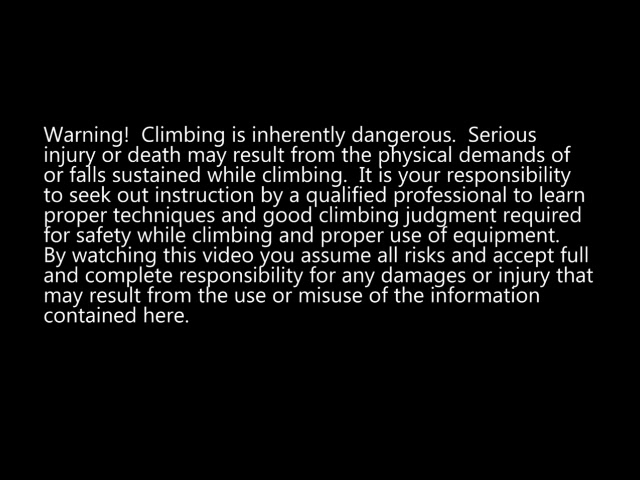 Warning!  Climbing is inherently dangerous.  Serious
injury or death may result from the physical demands of
or falls sustained while climbing.  It is your responsibility
to seek out instruction by a qualified professional to learn
proper techniques and good climbing judgment required
for safety while climbing and proper use of equipment.
By watching this video you assume all risks and accept full
and complete responsibility for any damages or injury that
may result from the use or misuse of the information
contained here.